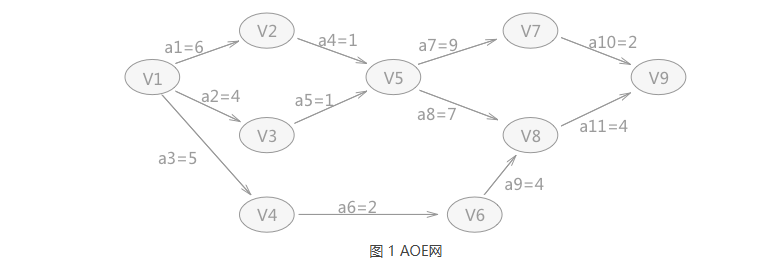 V2
V7
a1=6
a4=1
a7=9
a10=2
V1
V5
V9
a2=4
a5=1
a8=7
a11=4
V3
V8
a3=5
a9=4
a6=2
V4
V6
图 1 AOE网